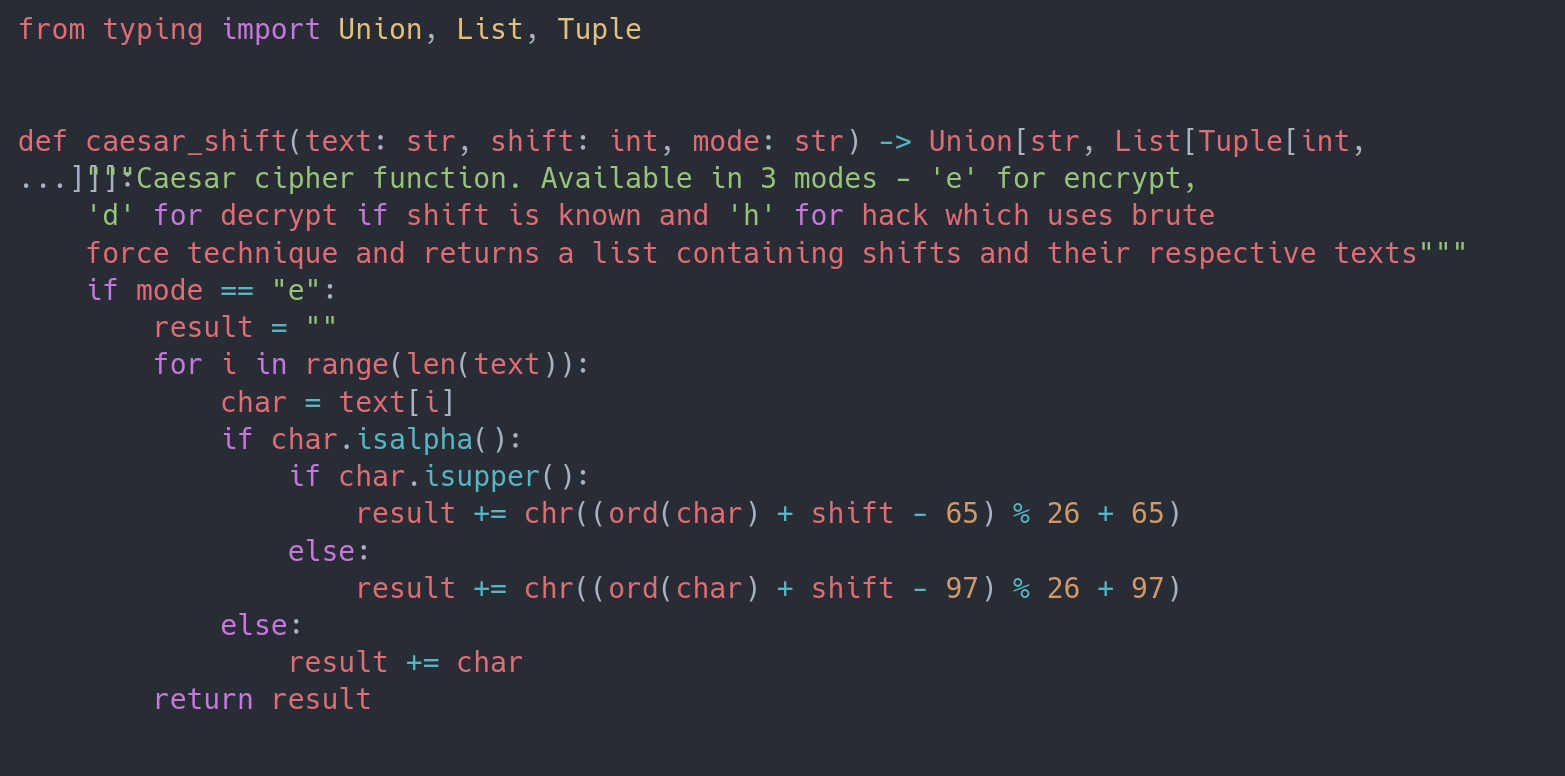 from typing import Union, List, Tuple
def caesar_shift(text: str, shift: int, mode: str) -> Union[str, List[Tuple[int,
...]]]:
    """Caesar cipher function. Available in 3 modes - 'e' for encrypt,
    'd' for decrypt if shift is known and 'h' for hack which uses brute
    force technique and returns a list containing shifts and their respective texts"""
    if mode == "e":
        result = ""
        for i in range(len(text)):
            char = text[i]
            if char.isalpha():
                if char.isupper():
                    result += chr((ord(char) + shift - 65) % 26 + 65)
                else:
                    result += chr((ord(char) + shift - 97) % 26 + 97)
            else:
                result += char
        return result